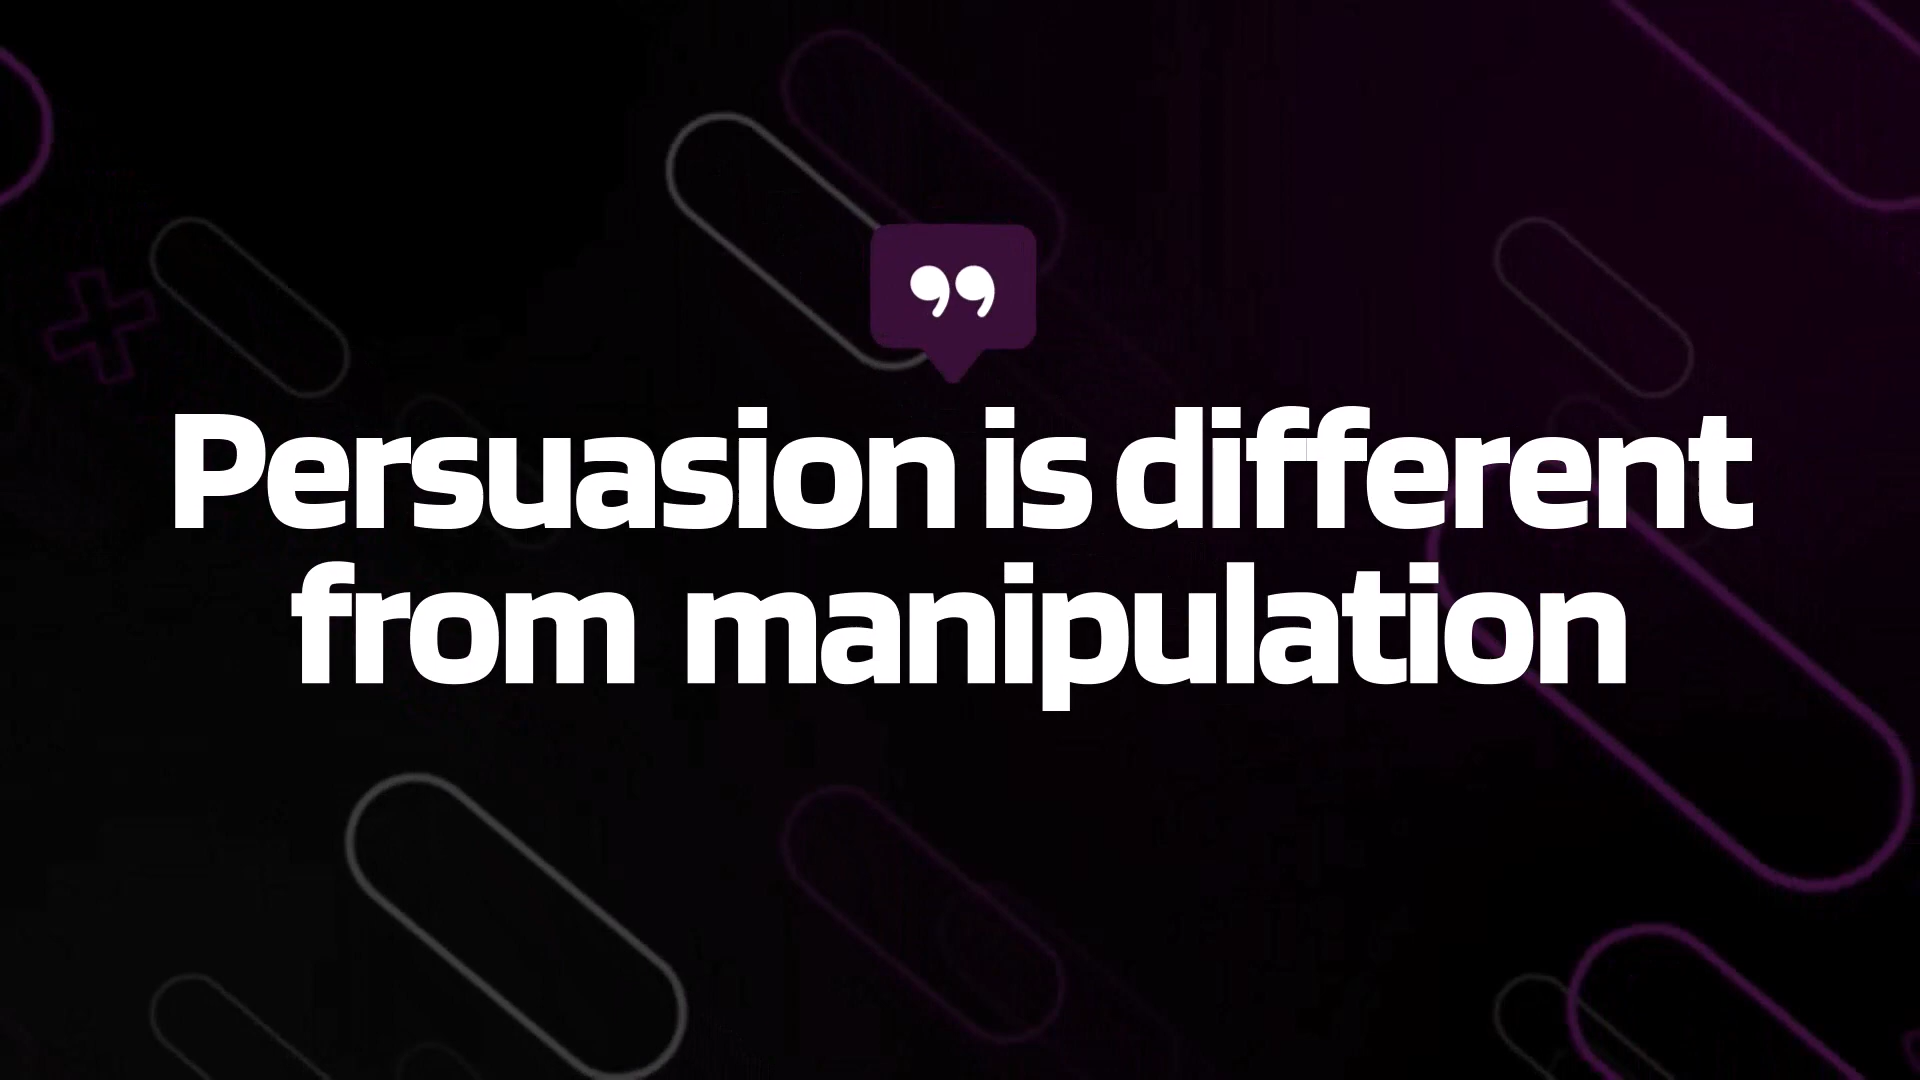 ”
Persuasion is different
from manipulation